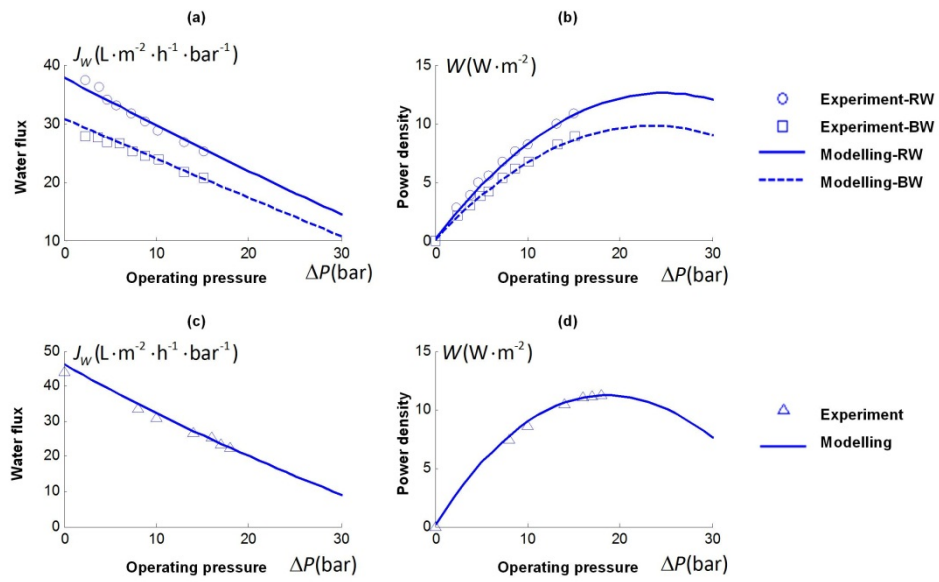 (a)
J_W(L·m⁻²·h⁻¹·bar⁻¹)
40
30
20
10
0
10
20
30
Water flux
Operating pressure
ΔP(bar)
(b)
W(W·m⁻²)
15
10
5
0
0
10
20
30
Power density
Operating pressure
ΔP(bar)
Experiment-RW
Experiment-BW
Modelling-RW
Modelling-BW
(c)
J_W(L·m⁻²·h⁻¹·bar⁻¹)
50
40
30
20
10
0
0
10
20
30
Water flux
Operating pressure
ΔP(bar)
(d)
W(W·m⁻²)
15
10
5
0
0
10
20
30
Power density
Operating pressure
ΔP(bar)
Experiment
Modelling